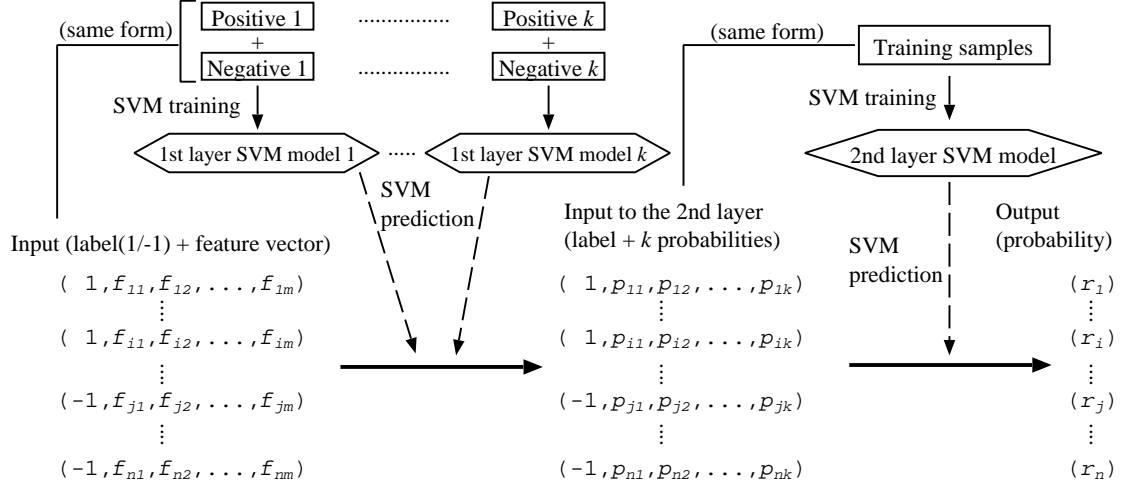 (same form)
Positive 1 .................. Positive k
+ +
Negative 1 .................. Negative k
SVM training
1st layer SVM model 1 ..... 1st layer SVM model k
SVM
prediction
(same form)
Training samples
SVM training
2nd layer SVM model
SVM
prediction
Input (label(1/-1) + feature vector)
( 1,f11,f12,...,f1m)
( 1,fi1,fi2,...,fim)
(-1,fj1,fj2,...,fjm)
(-1,fn1,fn2,...,fnm)
Input to the 2nd layer
(label + k probabilities)
( 1,p11,p12,...,p1k)
( 1,pi1,pi2,...,pik)
(-1,pj1,pj2,...,pjk)
(-1,pn1,pn2,...,pnk)
Output
(probability)
(r1)
(ri)
(rj)
(rn)